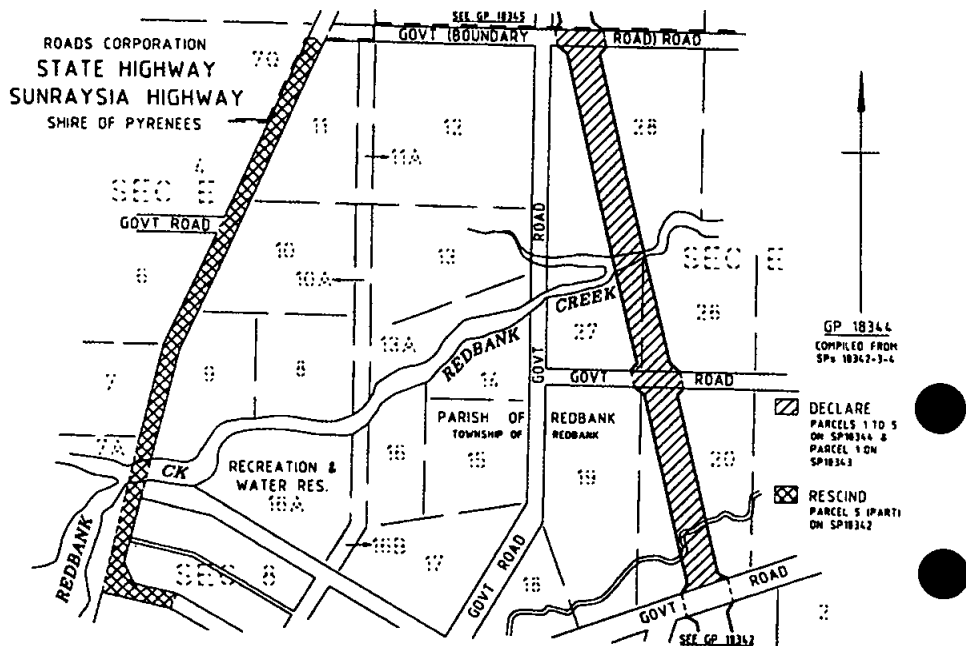 SEE GP 18345
GOVT (BOUNDARY ROAD) ROAD
ROADS CORPORATION
STATE HIGHWAY
SUNRAYSIA HIGHWAY
SHIRE OF PYRENEES
7Q
11
12
28
11A
4
SEC E
GOVT ROAD
ROAD
10
13
6
10A
SEC E
CREEK
26
REDBANK
27
GP 18344
COMPILED FROM
SPs 18342-3-4
13A
9
8
7
14
GOVT
GOVT ROAD
DECLARE
PARCELS 1 TO 5
ON SP18344 &
PARCEL 1 ON
SP18343
PARISH OF REDBANK
TOWNSHIP OF REDBANK
7A
16
15
19
20
CK
RECREATION &
WATER RES.
16A
RESCIND
PARCEL 5 (PART)
ON SP18342
REDBANK
16B
17
GOVT ROAD
18
SEC 8
GOVT ROAD
2
SEE GP 18342